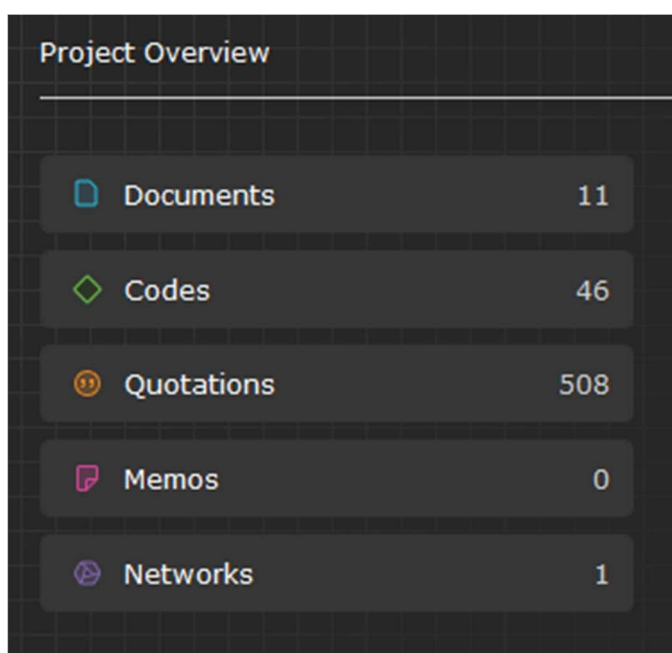 Project Overview
Documents 11
Codes 46
Quotations 508
Memos 0
Networks 1